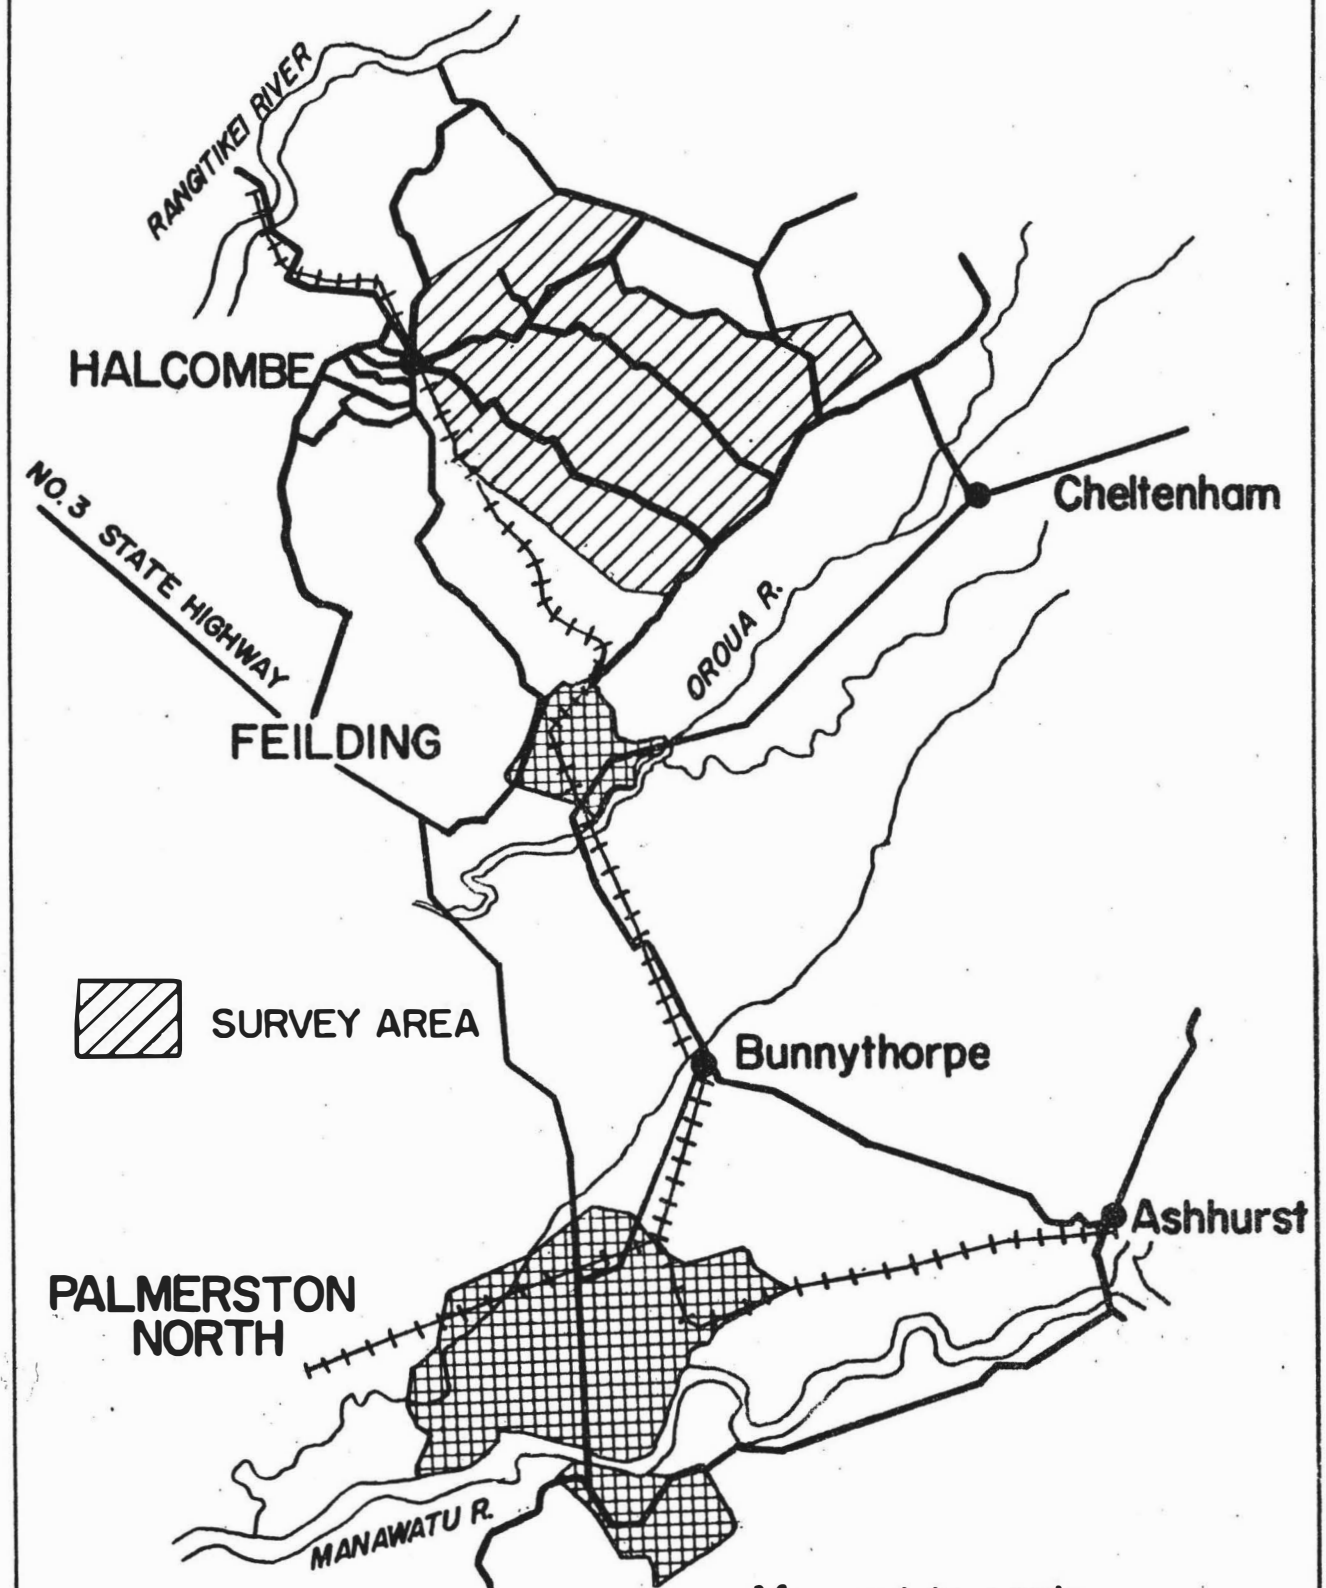 RANGITIKEI RIVER
HALCOMBE
NO. 3 STATE HIGHWAY
Cheltenham
OROUA R.
FEILDING
SURVEY AREA
Bunnythorpe
Ashhurst
PALMERSTON
NORTH
MANAWATU R.